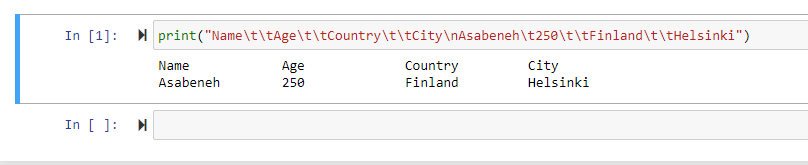 In [1]: print("Name\t\tAge\t\tCountry\t\tCity\nAsabeneh\t250\t\tFinland\t\tHelsinki")
Name Age Country City
Asabeneh 250 Finland Helsinki
In [ ]: